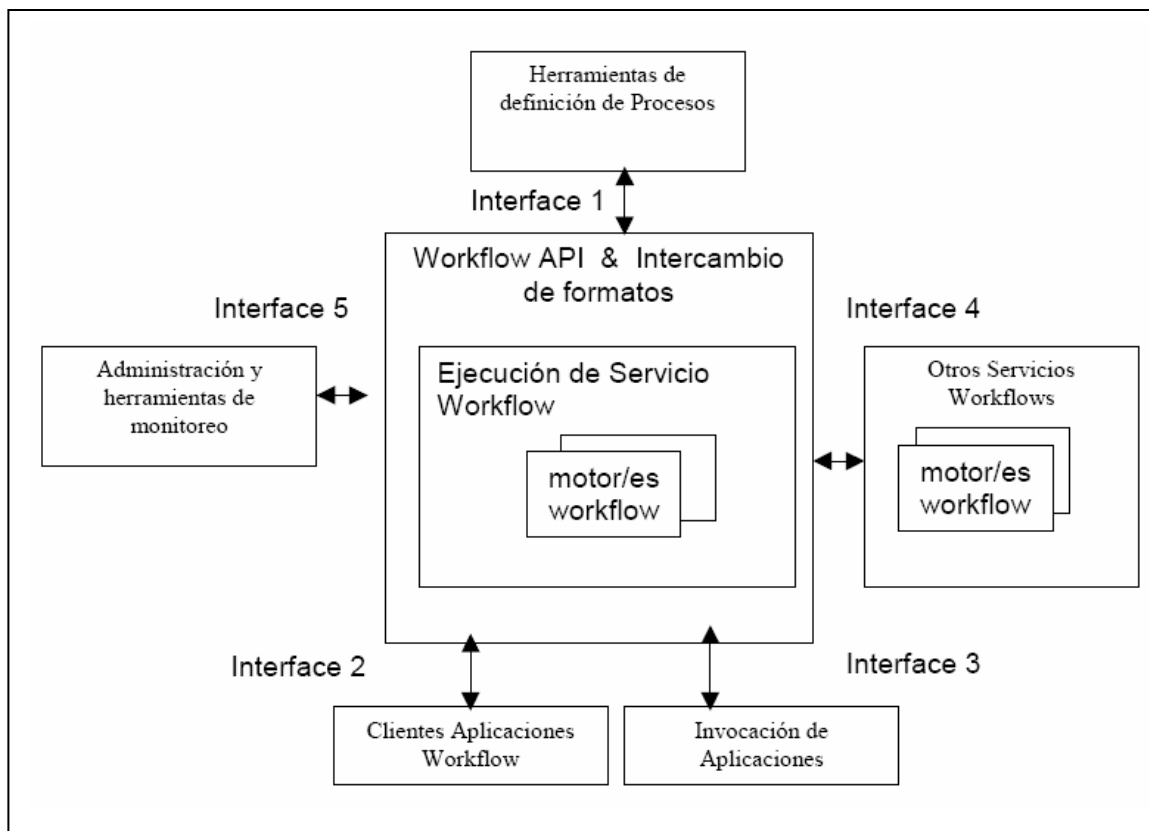 Herramientas de
definición de Procesos
Interface 1
Workflow API & Intercambio
de formatos
Interface 5
Interface 4
Administración y
herramientas de
monitoreo
Ejecución de Servicio
Workflow
motor/es
workflow
Otros Servicios
Workflows
motor/es
workflow
Interface 2
Interface 3
Clientes Aplicaciones
Workflow
Invocación de
Aplicaciones